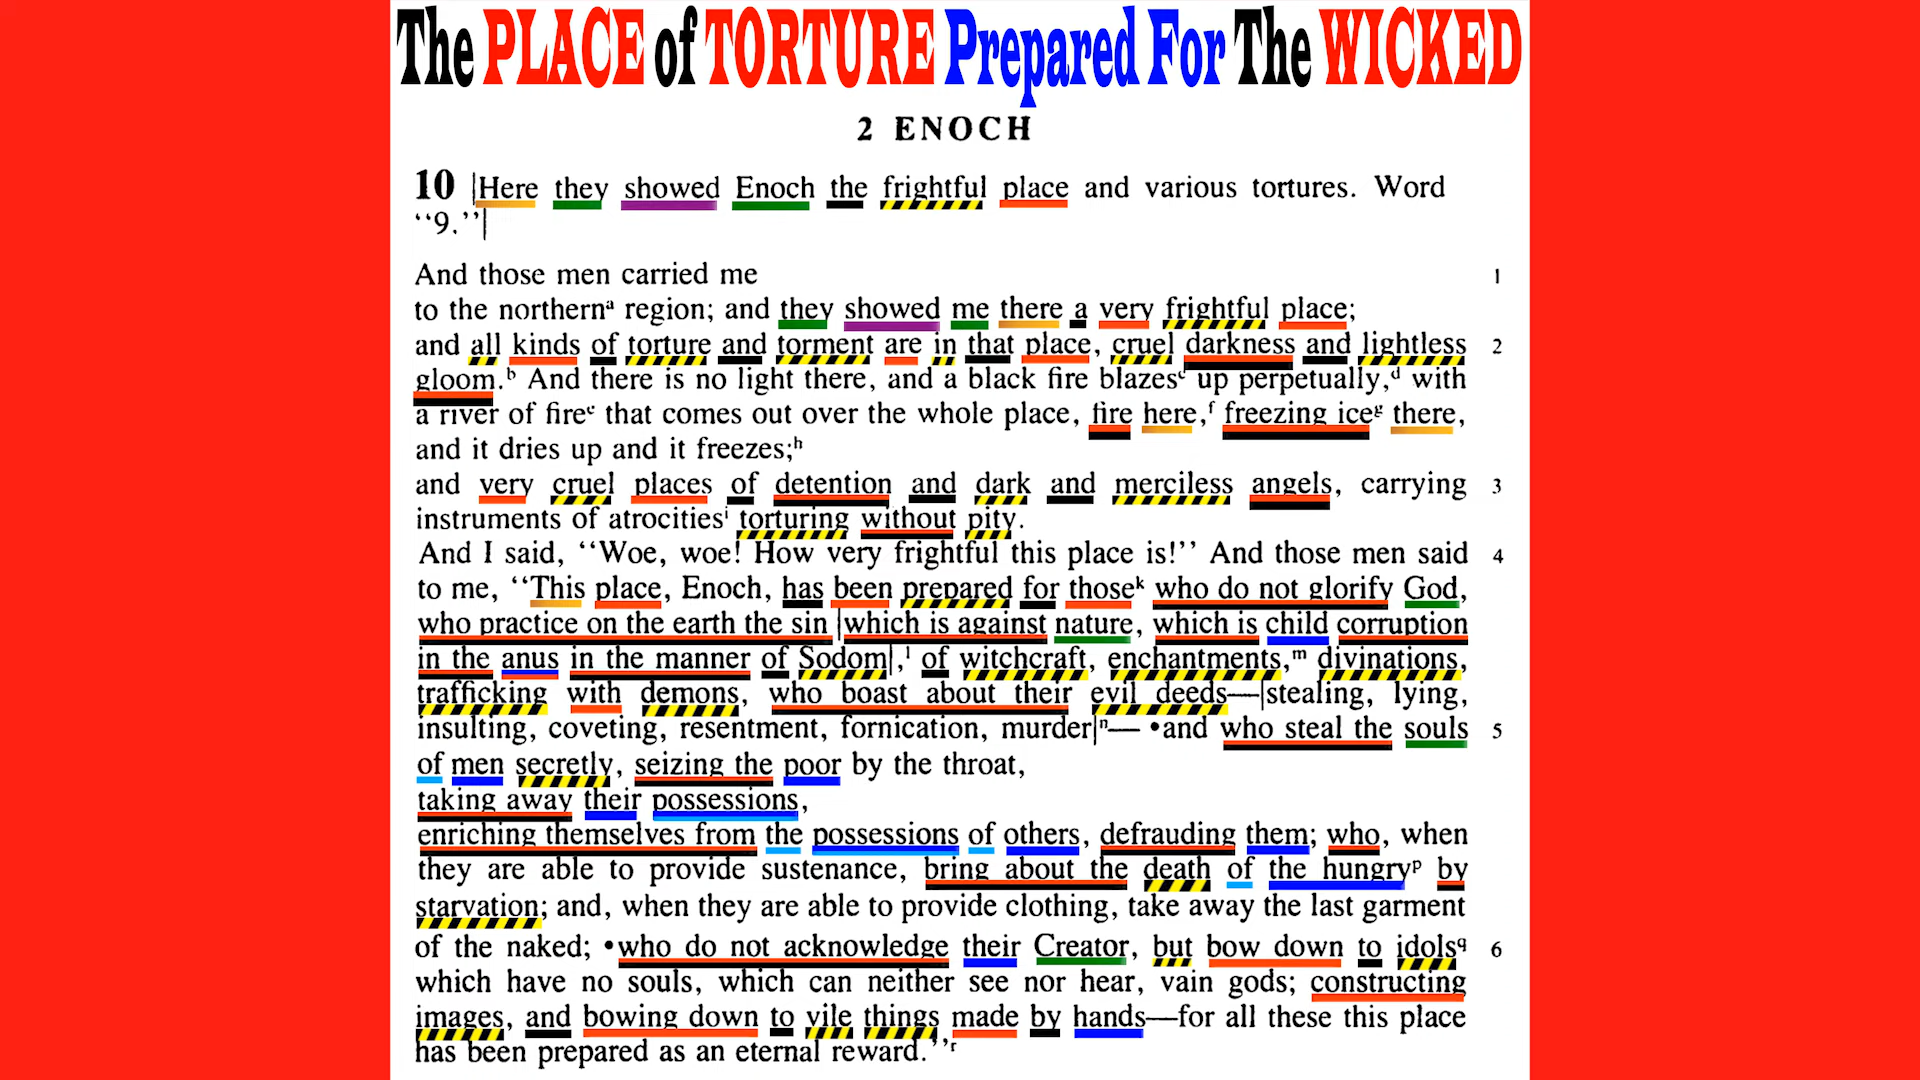 The PLACE of TORTURE Prepared For The WICKED
2 ENOCH
10 |Here they showed Enoch the frightful place and various tortures. Word
‘‘9.’’|
And those men carried me 1
to the northernᵃ region; and they showed me there a very frightful place;
and all kinds of torture and torment are in that place, cruel darkness and lightless 2
gloom.ᵇ And there is no light there, and a black fire blazesᶜ up perpetually,ᵈ with
a river of fireᵉ that comes out over the whole place, fire here,ᶠ freezing iceᵍ there,
and it dries up and it freezes;ʰ
and very cruel places of detention and dark and merciless angels, carrying 3
instruments of atrocitiesⁱ torturing without pity.
And I said, ‘‘Woe, woe! How very frightful this place is!’’ And those men said 4
to me, ‘‘This place, Enoch, has been prepared for thoseᵏ who do not glorify God,
who practice on the earth the sin |which is against nature, which is child corruption
in the anus in the manner of Sodom|,ˡ of witchcraft, enchantments,ᵐ divinations,
trafficking with demons, who boast about their evil deeds—|stealing, lying,
insulting, coveting, resentment, fornication, murder|ⁿ— •and who steal the souls 5
of men secretly, seizing the poor by the throat,
taking away their possessions,
enriching themselves from the possessions of others, defrauding them; who, when
they are able to provide sustenance, bring about the death of the hungryᵖ by
starvation; and, when they are able to provide clothing, take away the last garment
of the naked; •who do not acknowledge their Creator, but bow down to idols^q 6
which have no souls, which can neither see nor hear, vain gods; constructing
images, and bowing down to vile things made by hands—for all these this place
has been prepared as an eternal reward.’’ʳ